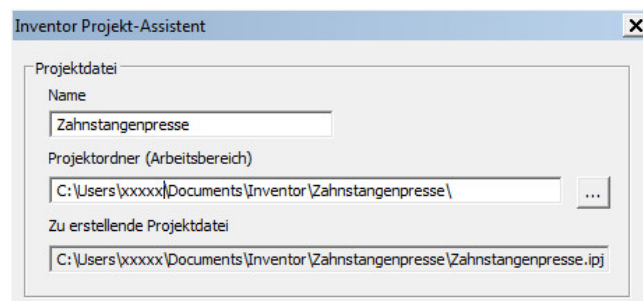 Inventor Projekt-Assistent
Projektdatei
Name
Zahnstangenpresse
Projektordner (Arbeitsbereich)
C:\Users\xxxxx\Documents\Inventor\Zahnstangenpresse\
...
Zu erstellende Projektdatei
C:\Users\xxxxx\Documents\Inventor\Zahnstangenpresse\Zahnstangenpresse.ipj